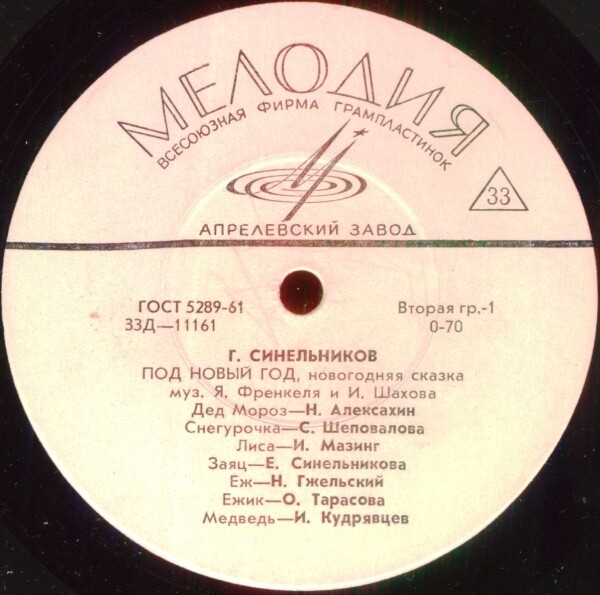 МЕЛОДИЯ
ВСЕСОЮЗНАЯ ФИРМА ГРАМПЛАСТИНОК
33
АПРЕЛЕВСКИЙ ЗАВОД
ГОСТ 5289-61 Вторая гр.-1
33Д—11161 0-70
Г. СИНЕЛЬНИКОВ
ПОД НОВЫЙ ГОД, новогодняя сказка
муз. Я. Френкеля и И. Шахова
Дед Мороз—Н. Алексахин
Снегурочка—С. Шеповалова
Лиса—И. Мазинг
Заяц—Е. Синельникова
Еж—Н. Гжельский
Ежик—О. Тарасова
Медведь—И. Кудрявцев